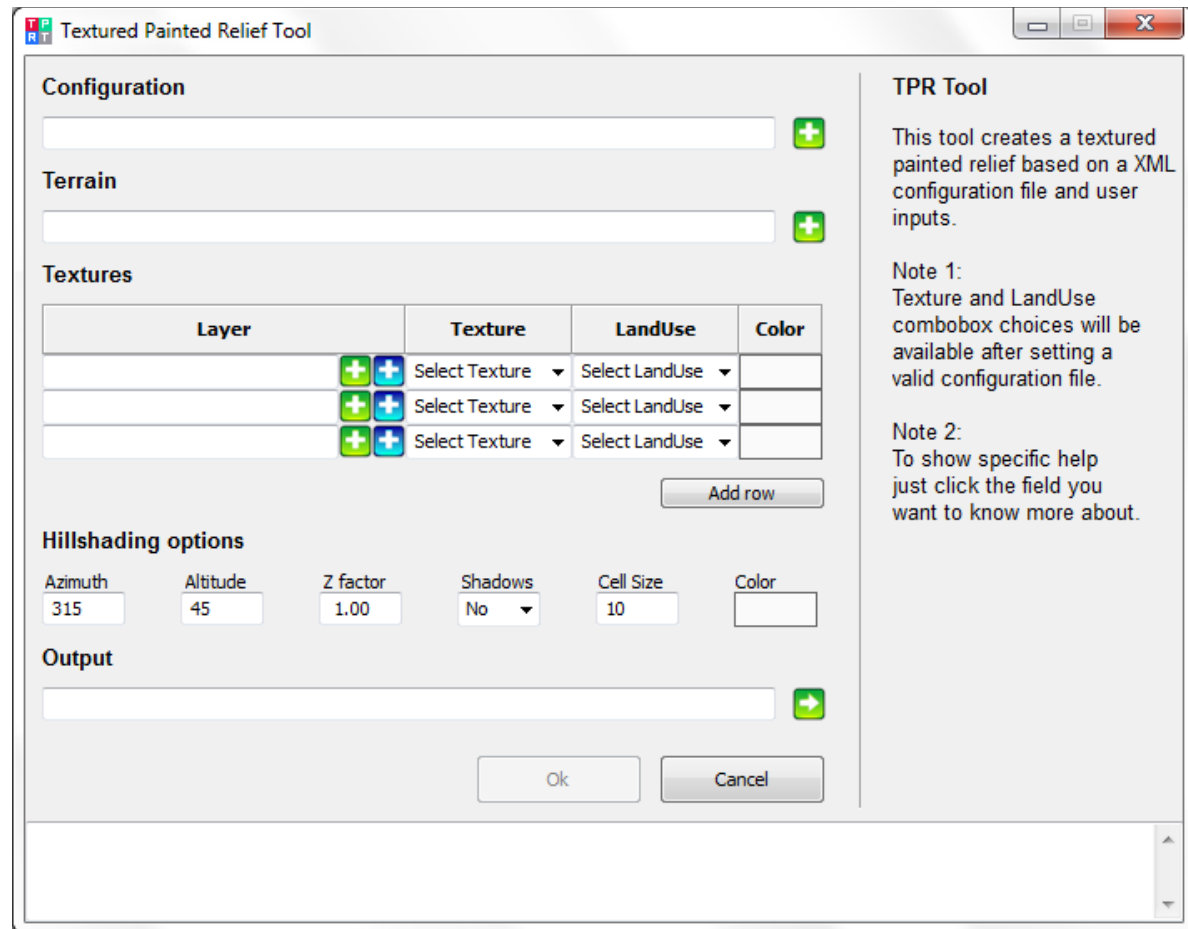 T P
R T
Textured Painted Relief Tool
Configuration
Terrain
Textures
Layer Texture LandUse Color
Select Texture Select LandUse
Select Texture Select LandUse
Select Texture Select LandUse
Add row
Hillshading options
Azimuth Altitude Z factor Shadows Cell Size Color
315 45 1.00 No 10
Output
Ok Cancel
TPR Tool
This tool creates a textured
painted relief based on a XML
configuration file and user
inputs.
Note 1:
Texture and LandUse
combobox choices will be
available after setting a
valid configuration file.
Note 2:
To show specific help
just click the field you
want to know more about.